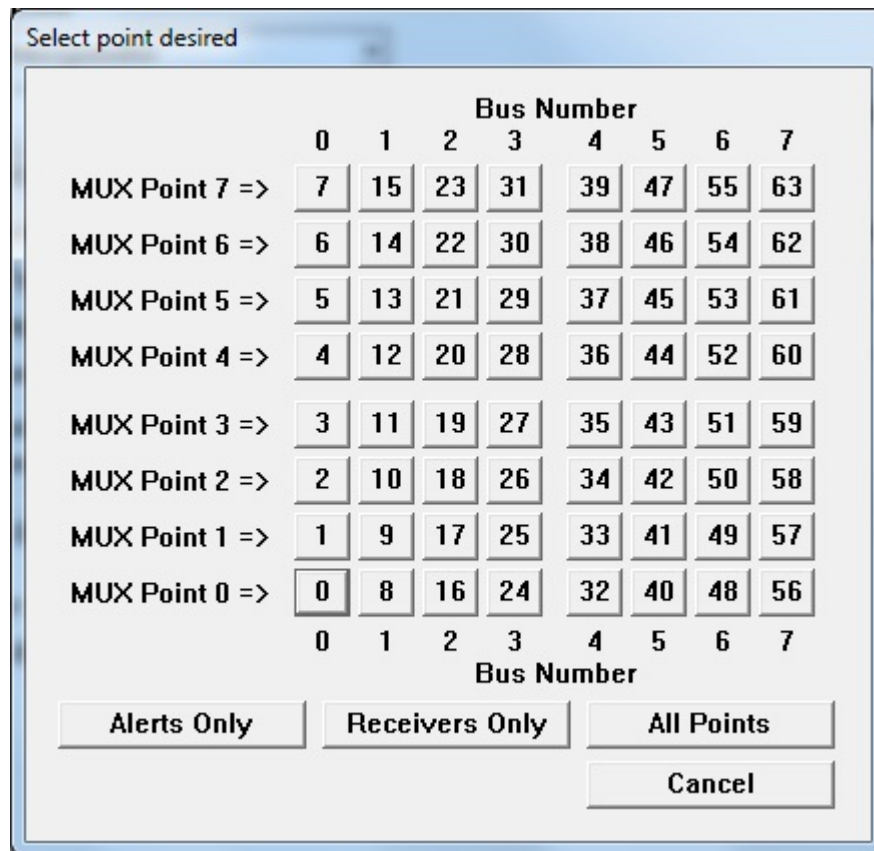 Select point desired
Bus Number
0 1 2 3 4 5 6 7
MUX Point 7 => 7 15 23 31 39 47 55 63
MUX Point 6 => 6 14 22 30 38 46 54 62
MUX Point 5 => 5 13 21 29 37 45 53 61
MUX Point 4 => 4 12 20 28 36 44 52 60
MUX Point 3 => 3 11 19 27 35 43 51 59
MUX Point 2 => 2 10 18 26 34 42 50 58
MUX Point 1 => 1 9 17 25 33 41 49 57
MUX Point 0 => 0 8 16 24 32 40 48 56
0 1 2 3 4 5 6 7
Bus Number
Alerts Only Receivers Only All Points
Cancel